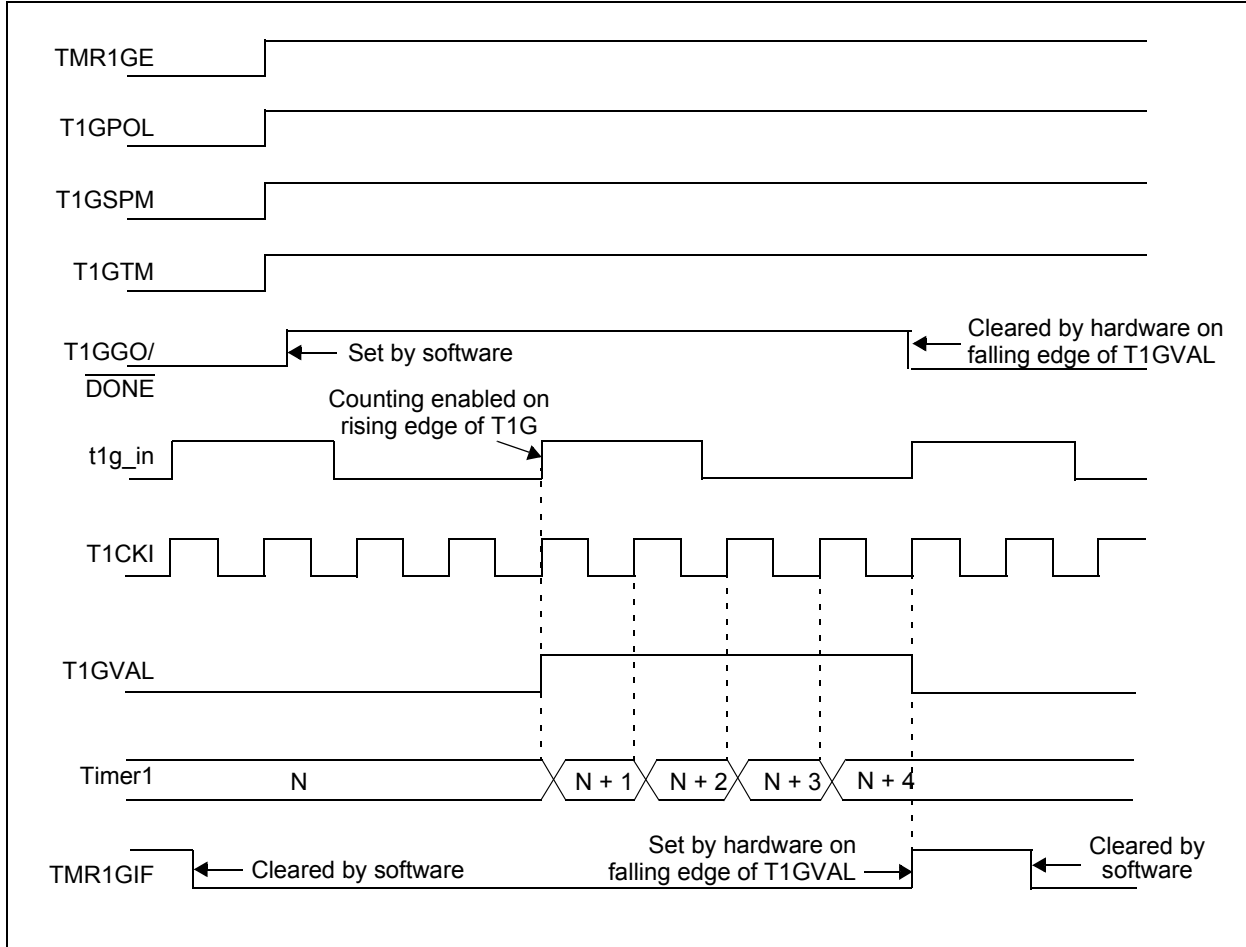 TMR1GE
T1GPOL
T1GSPM
T1GTM
T1GGO/
DONE
Set by software
Cleared by hardware on
falling edge of T1GVAL
Counting enabled on
rising edge of T1G
t1g_in
T1CKI
T1GVAL
Timer1
N
N + 1
N + 2
N + 3
N + 4
TMR1GIF
Cleared by software
Set by hardware on
falling edge of T1GVAL
Cleared by
software